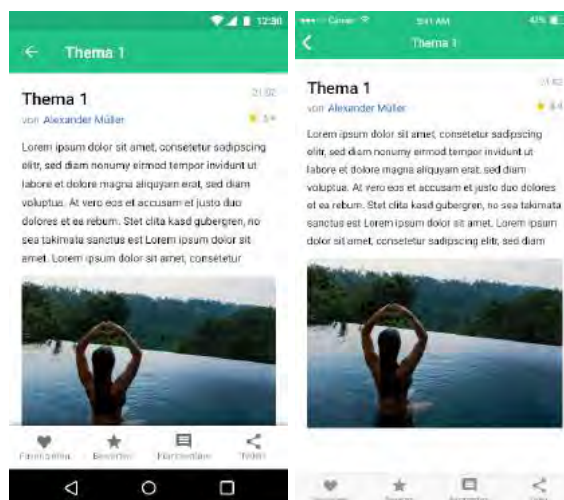 12:30
Thema 1
Thema 1
21.02
von Alexander Müller
Lorem ipsum dolor sit amet, consetetur sadipscing
elitr, sed diam nonumy eirmod tempor invidunt ut
labore et dolore magna aliquyam erat, sed diam
voluptua. At vero eos et accusam et justo duo
dolores et ea rebum. Stet clita kasd gubergren, no
sea takimata sanctus est Lorem ipsum dolor sit
amet. Lorem ipsum dolor sit amet, consetetur
Bewerten
Kommentare
Teilen
Carrier
9:41 AM
42%
Thema 1
Thema 1
21.02
von Alexander Müller
Lorem ipsum dolor sit amet, consetetur sadipscing
elitr, sed diam nonumy eirmod tempor invidunt ut
labore et dolore magna aliquyam erat, sed diam
voluptua. At vero eos et accusam et justo duo dolores
et ea rebum. Stet clita kasd gubergren, no sea takimata
sanctus est Lorem ipsum dolor sit amet. Lorem ipsum
dolor sit amet, consetetur sadipscing elitr, sed diam